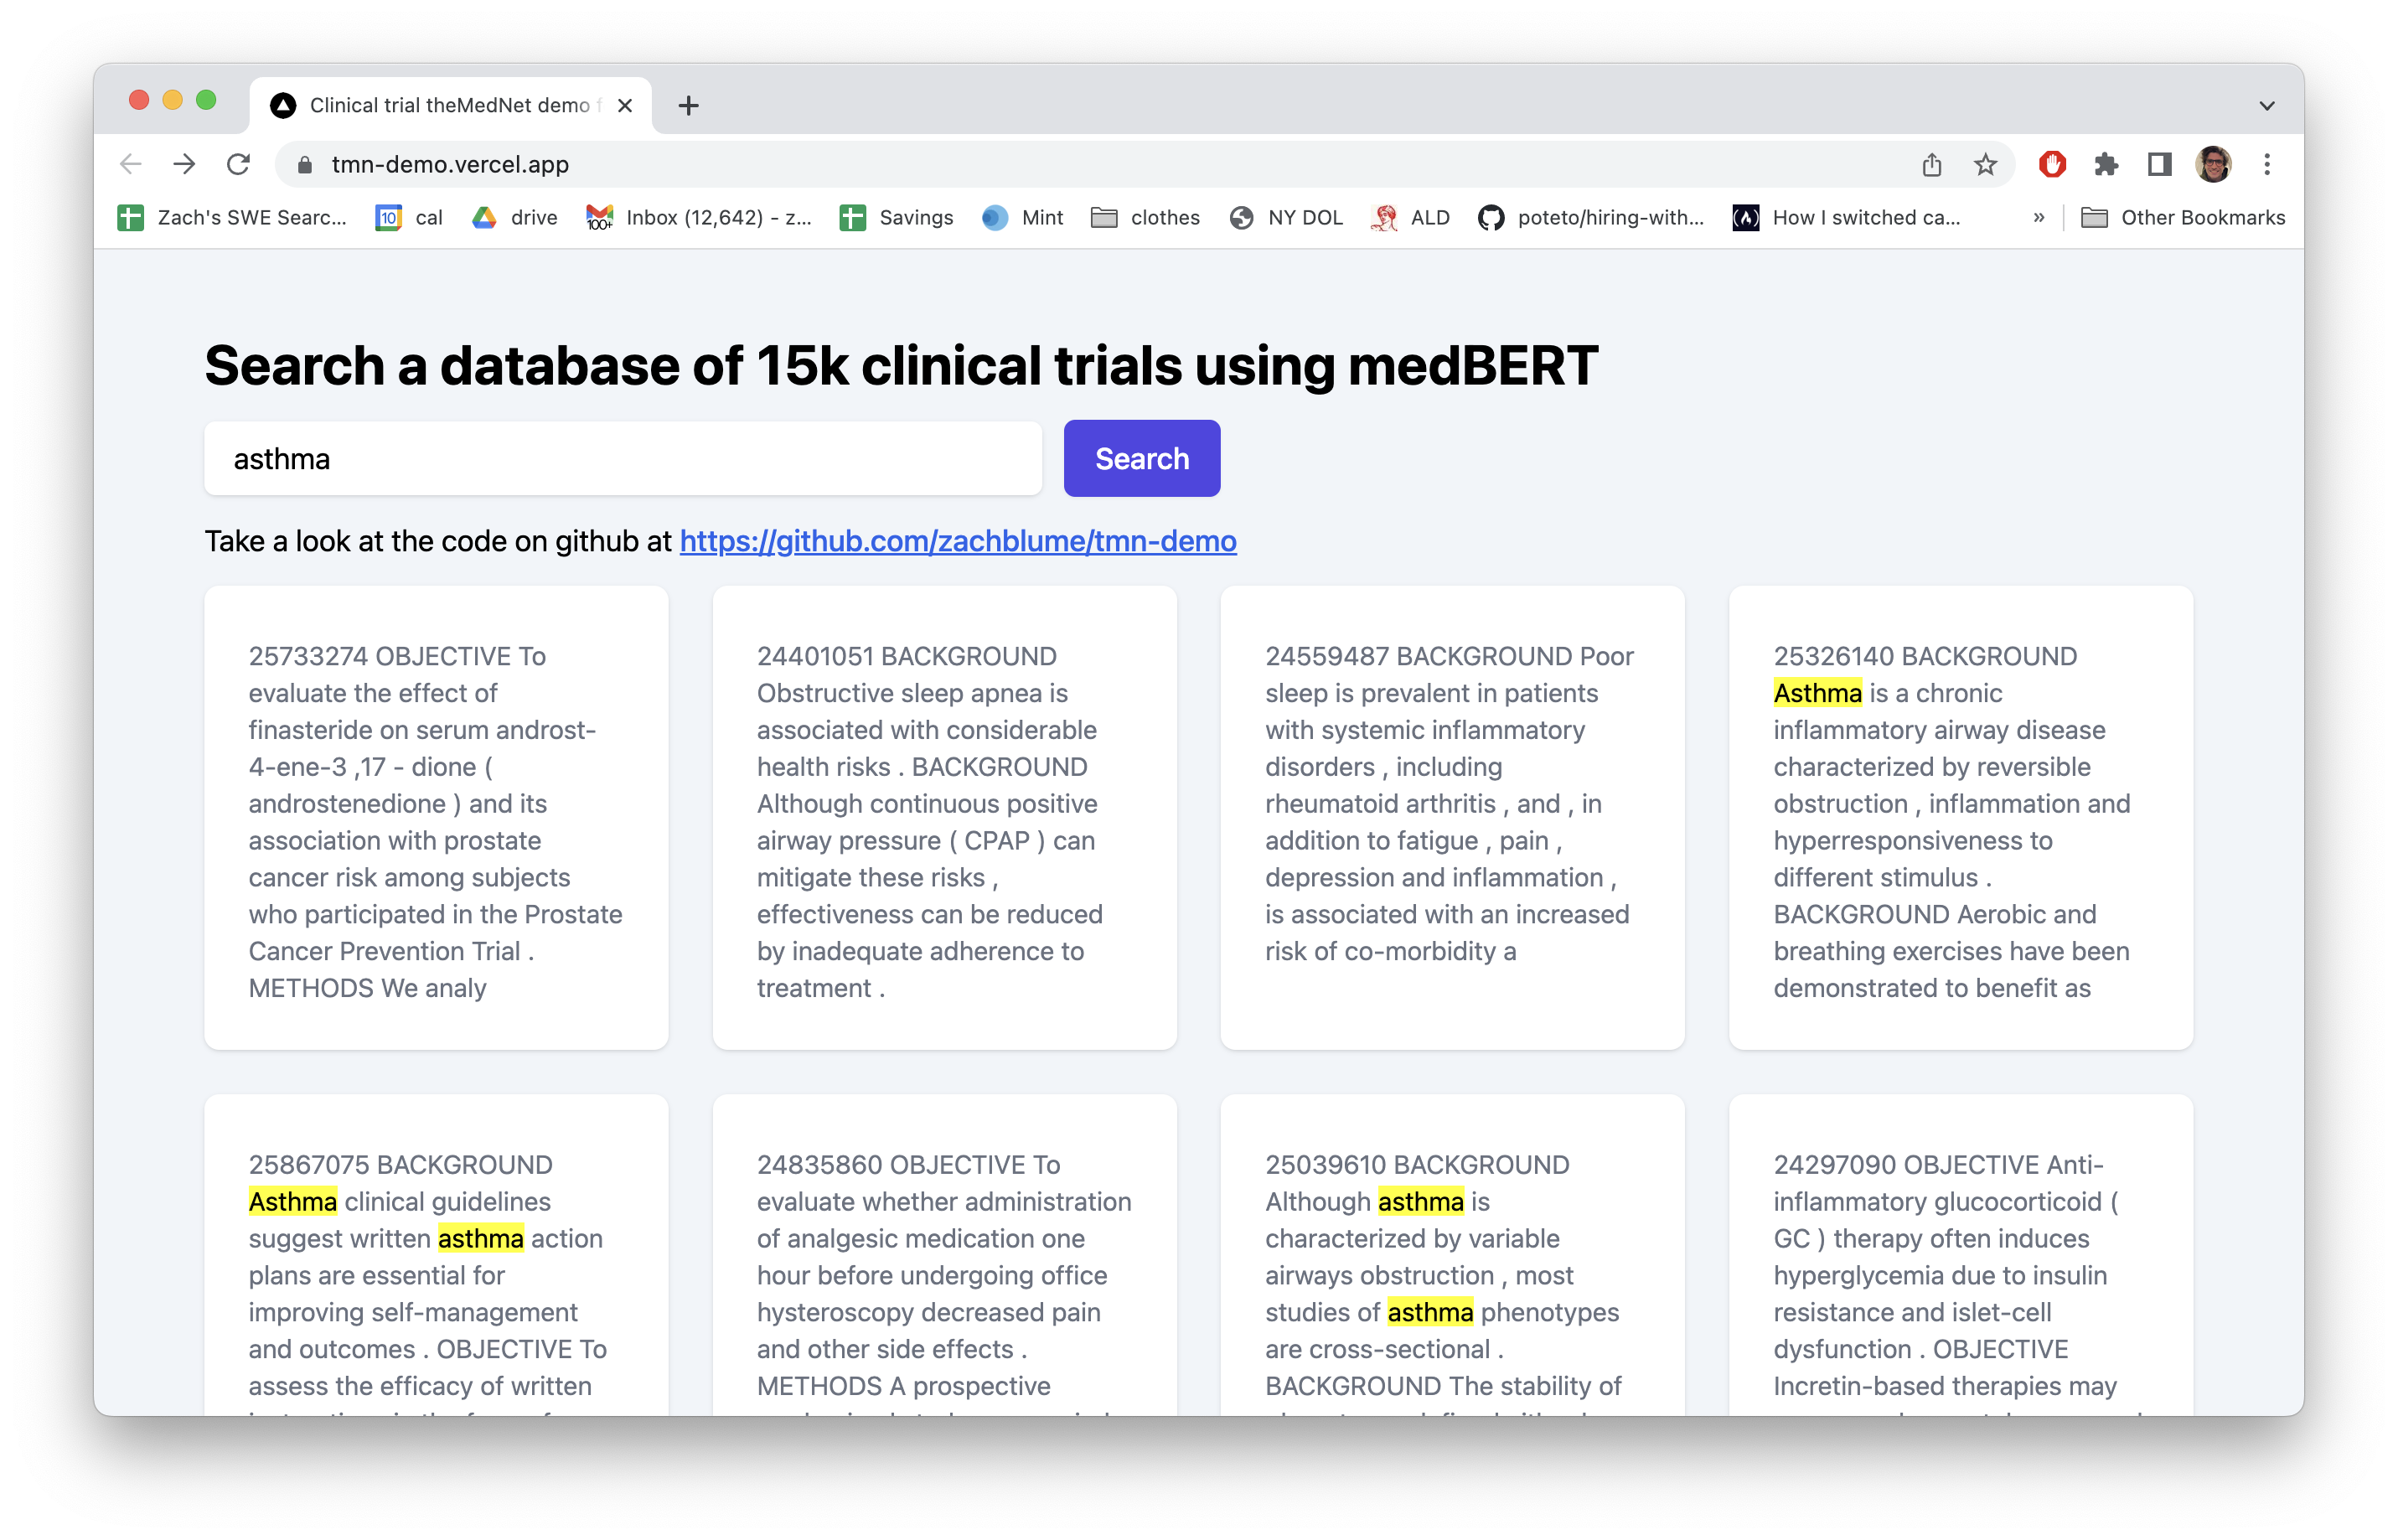 Clinical trial theMedNet demo f
tmn-demo.vercel.app
Zach's SWE Searc...
10
cal
drive
100+
Inbox (12,642) - z...
Savings
Mint
clothes
NY DOL
ALD
poteto/hiring-with...
How I switched ca...
»
Other Bookmarks
Search a database of 15k clinical trials using medBERT
asthma
Search
Take a look at the code on github at https://github.com/zachblume/tmn-demo
25733274 OBJECTIVE To
evaluate the effect of
finasteride on serum androst-
4-ene-3 ,17 - dione (
androstenedione ) and its
association with prostate
cancer risk among subjects
who participated in the Prostate
Cancer Prevention Trial .
METHODS We analy
24401051 BACKGROUND
Obstructive sleep apnea is
associated with considerable
health risks . BACKGROUND
Although continuous positive
airway pressure ( CPAP ) can
mitigate these risks ,
effectiveness can be reduced
by inadequate adherence to
treatment .
24559487 BACKGROUND Poor
sleep is prevalent in patients
with systemic inflammatory
disorders , including
rheumatoid arthritis , and , in
addition to fatigue , pain ,
depression and inflammation ,
is associated with an increased
risk of co-morbidity a
25326140 BACKGROUND
Asthma is a chronic
inflammatory airway disease
characterized by reversible
obstruction , inflammation and
hyperresponsiveness to
different stimulus .
BACKGROUND Aerobic and
breathing exercises have been
demonstrated to benefit as
25867075 BACKGROUND
Asthma clinical guidelines
suggest written asthma action
plans are essential for
improving self-management
and outcomes . OBJECTIVE To
assess the efficacy of written
24835860 OBJECTIVE To
evaluate whether administration
of analgesic medication one
hour before undergoing office
hysteroscopy decreased pain
and other side effects .
METHODS A prospective
25039610 BACKGROUND
Although asthma is
characterized by variable
airways obstruction , most
studies of asthma phenotypes
are cross-sectional .
BACKGROUND The stability of
24297090 OBJECTIVE Anti-
inflammatory glucocorticoid (
GC ) therapy often induces
hyperglycemia due to insulin
resistance and islet-cell
dysfunction . OBJECTIVE
Incretin-based therapies may